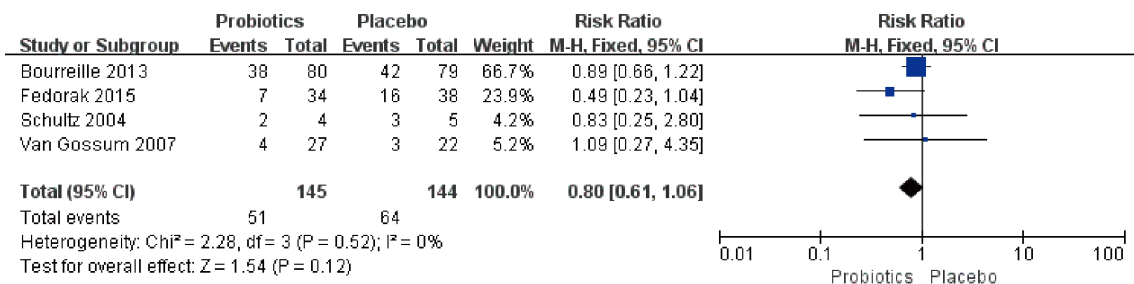 Probiotics Placebo Risk Ratio Risk Ratio
Study or Subgroup Events Total Events Total Weight M-H, Fixed, 95% CI M-H, Fixed, 95% CI
Bourreille 2013 38 80 42 79 66.7% 0.89 [0.66, 1.22]
Fedorak 2015 7 34 16 38 23.9% 0.49 [0.23, 1.04]
Schultz 2004 2 4 3 5 4.2% 0.83 [0.25, 2.80]
Van Gossum 2007 4 27 3 22 5.2% 1.09 [0.27, 4.35]
Total (95% CI) 145 144 100.0% 0.80 [0.61, 1.06]
Total events 51 64
Heterogeneity: Chi² = 2.28, df = 3 (P = 0.52); I² = 0%
Test for overall effect: Z = 1.54 (P = 0.12)
0.01 0.1 1 10 100
Probiotics Placebo